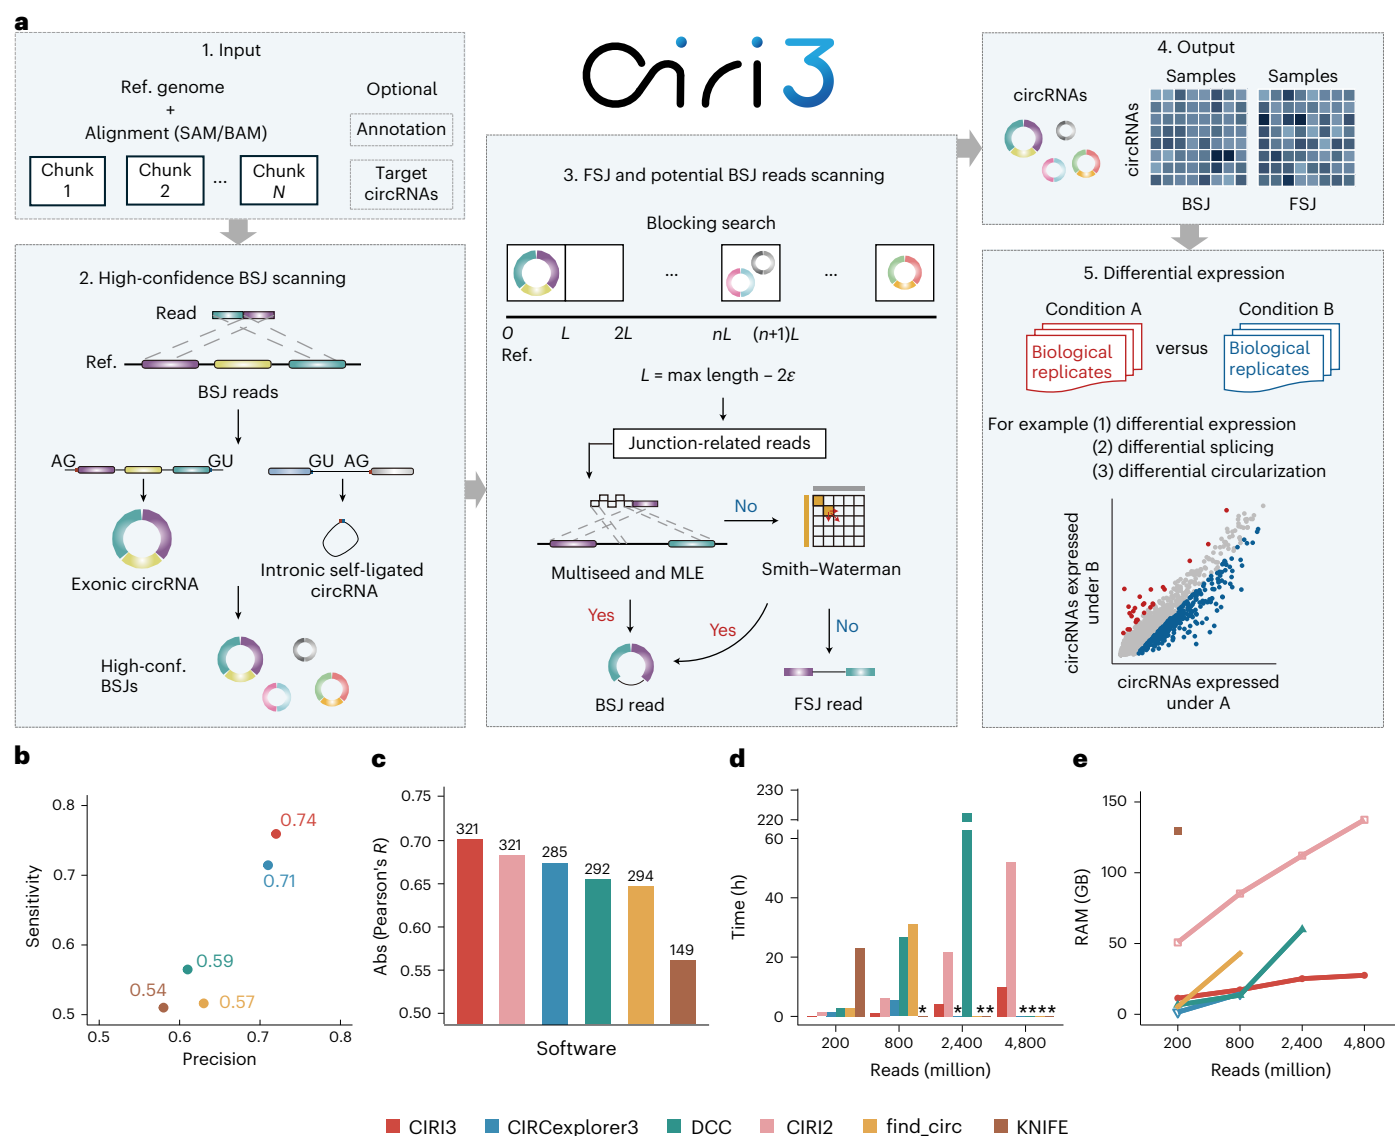 a
1. Input
Ref. genome
+
Alignment (SAM/BAM)
Optional
Annotation
Target
circRNAs
Chunk
1
Chunk
2
...
Chunk
N
2. High-confidence BSJ scanning
Read
Ref.
BSJ reads
AG
GU
GU AG
Exonic circRNA
Intronic self-ligated
circRNA
High-conf.
BSJs
Ciri3
3. FSJ and potential BSJ reads scanning
Blocking search
...
...
0
L
2L
nL
(n+1)L
Ref.
L = max length – 2ε
Junction-related reads
No
Multiseed and MLE
Smith–Waterman
Yes
Yes
No
BSJ read
FSJ read
4. Output
circRNAs
Samples
Samples
circRNAs
BSJ
FSJ
5. Differential expression
Condition A
Condition B
Biological
replicates
versus
Biological
replicates
For example (1) differential expression
(2) differential splicing
(3) differential circularization
circRNAs expressed
under B
circRNAs expressed
under A
b
Sensitivity
0.8
0.7
0.6
0.5
0.74
0.71
0.59
0.54
0.57
0.5
0.6
0.7
0.8
Precision
c
Abs (Pearson's R)
0.75
0.70
0.65
0.60
0.55
0.50
321
321
285
292
294
149
Software
d
Time (h)
230
220
60
40
20
0
*
*
**
****
200
800
2,400
4,800
Reads (million)
e
RAM (GB)
150
100
50
0
200
800
2,400
4,800
Reads (million)
CIRI3
CIRCexplorer3
DCC
CIRI2
find_circ
KNIFE